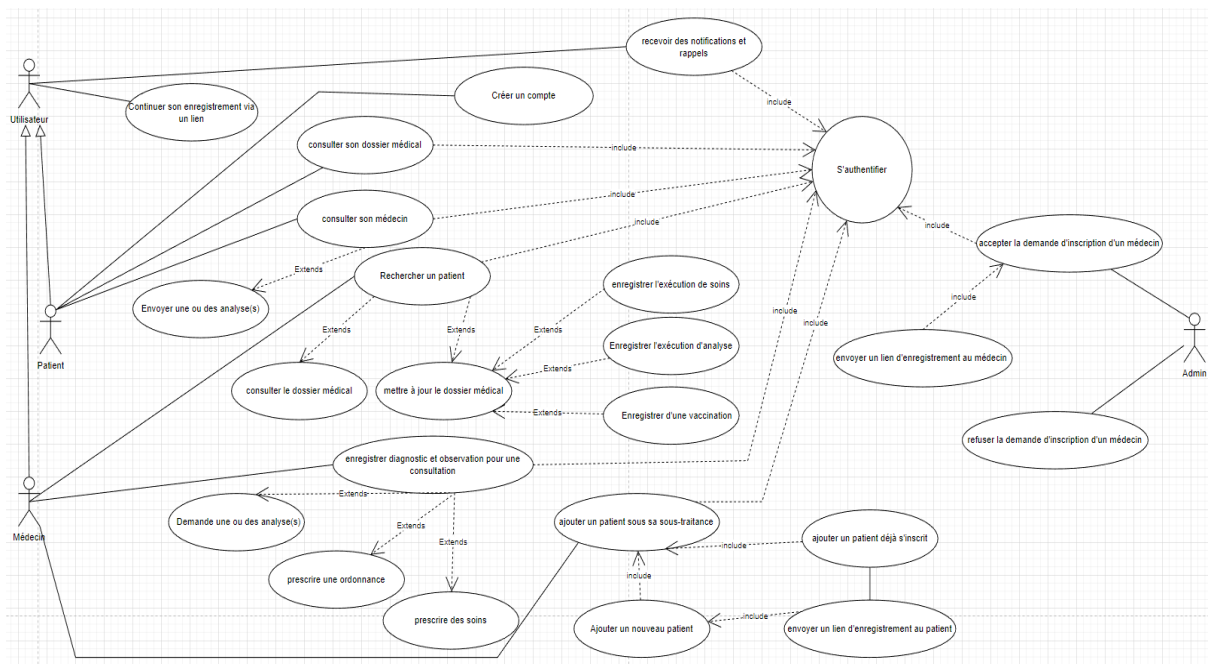 recevoir des notifications et
rappels
Utilisateur
Continuer son enregistrement via
un lien
Créer un compte
include
consulter son dossier médical
include
S'authentifier
include
consulter son médecin
include
include
accepter la demande d'inscription d'un médecin
Extends
Rechercher un patient
enregistrer l'exécution de soins
include
Envoyer une ou des analyse(s)
include
include
Extends
Extends
Extends
Patient
Enregistrer l'exécution d'analyse
envoyer un lien d'enregistrement au médecin
Extends
Admin
consulter le dossier médical
mettre à jour le dossier médical
Extends
Enregistrer d'une vaccination
refuser la demande d'inscription d'un médecin
enregistrer diagnostic et observation pour une
consultation
Extends
Médecin
Demande une ou des analyse(s)
Extends
Extends
ajouter un patient sous sa sous-traitance
include
ajouter un patient déjà s'inscrit
prescrire une ordonnance
include
prescrire des soins
Ajouter un nouveau patient
include
envoyer un lien d'enregistrement au patient